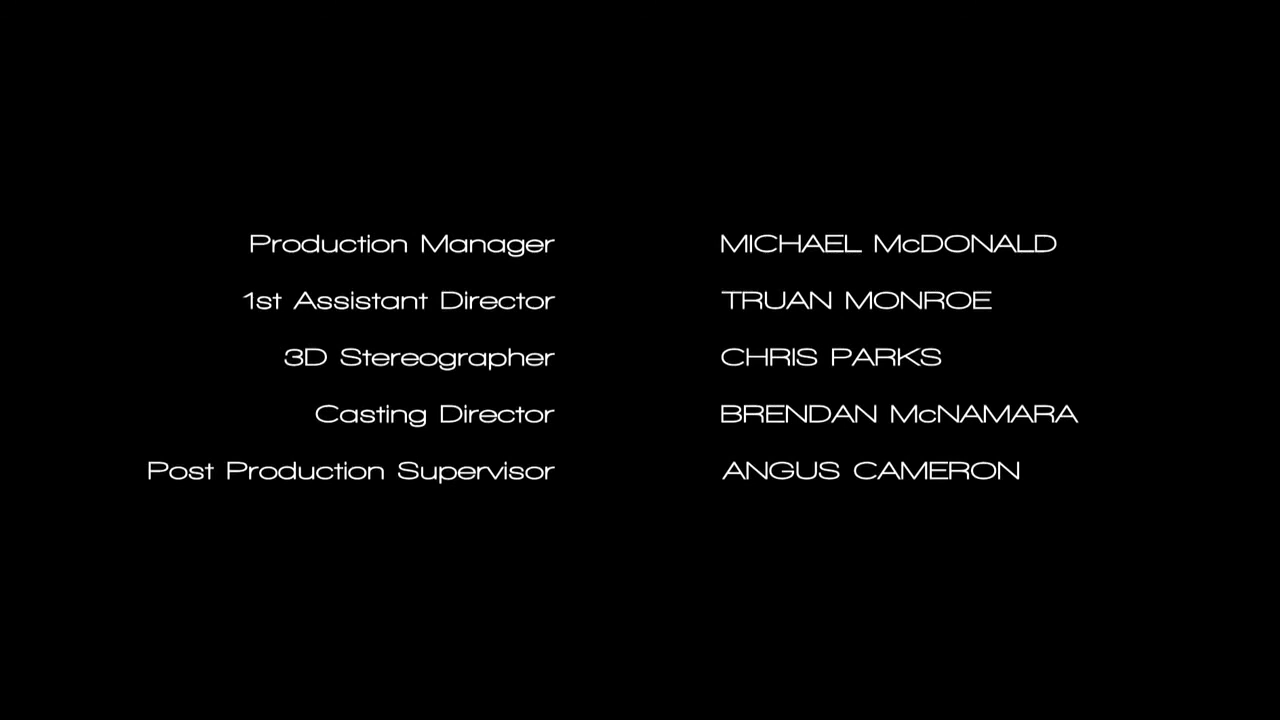 Production Manager MICHAEL McDONALD
1st Assistant Director TRUAN MONROE
3D Stereographer CHRIS PARKS
Casting Director BRENDAN McNAMARA
Post Production Supervisor ANGUS CAMERON